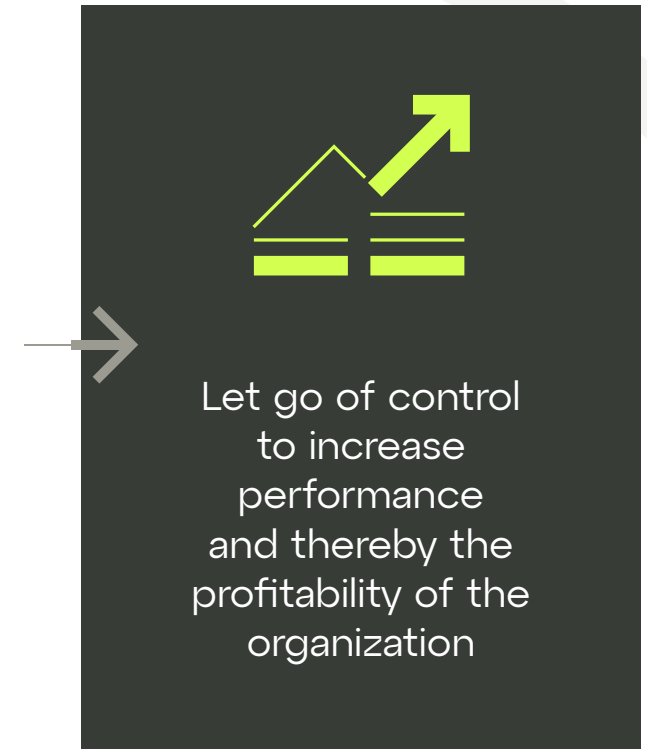 Let go of control
to increase
performance
and thereby the
profitability of the
organization